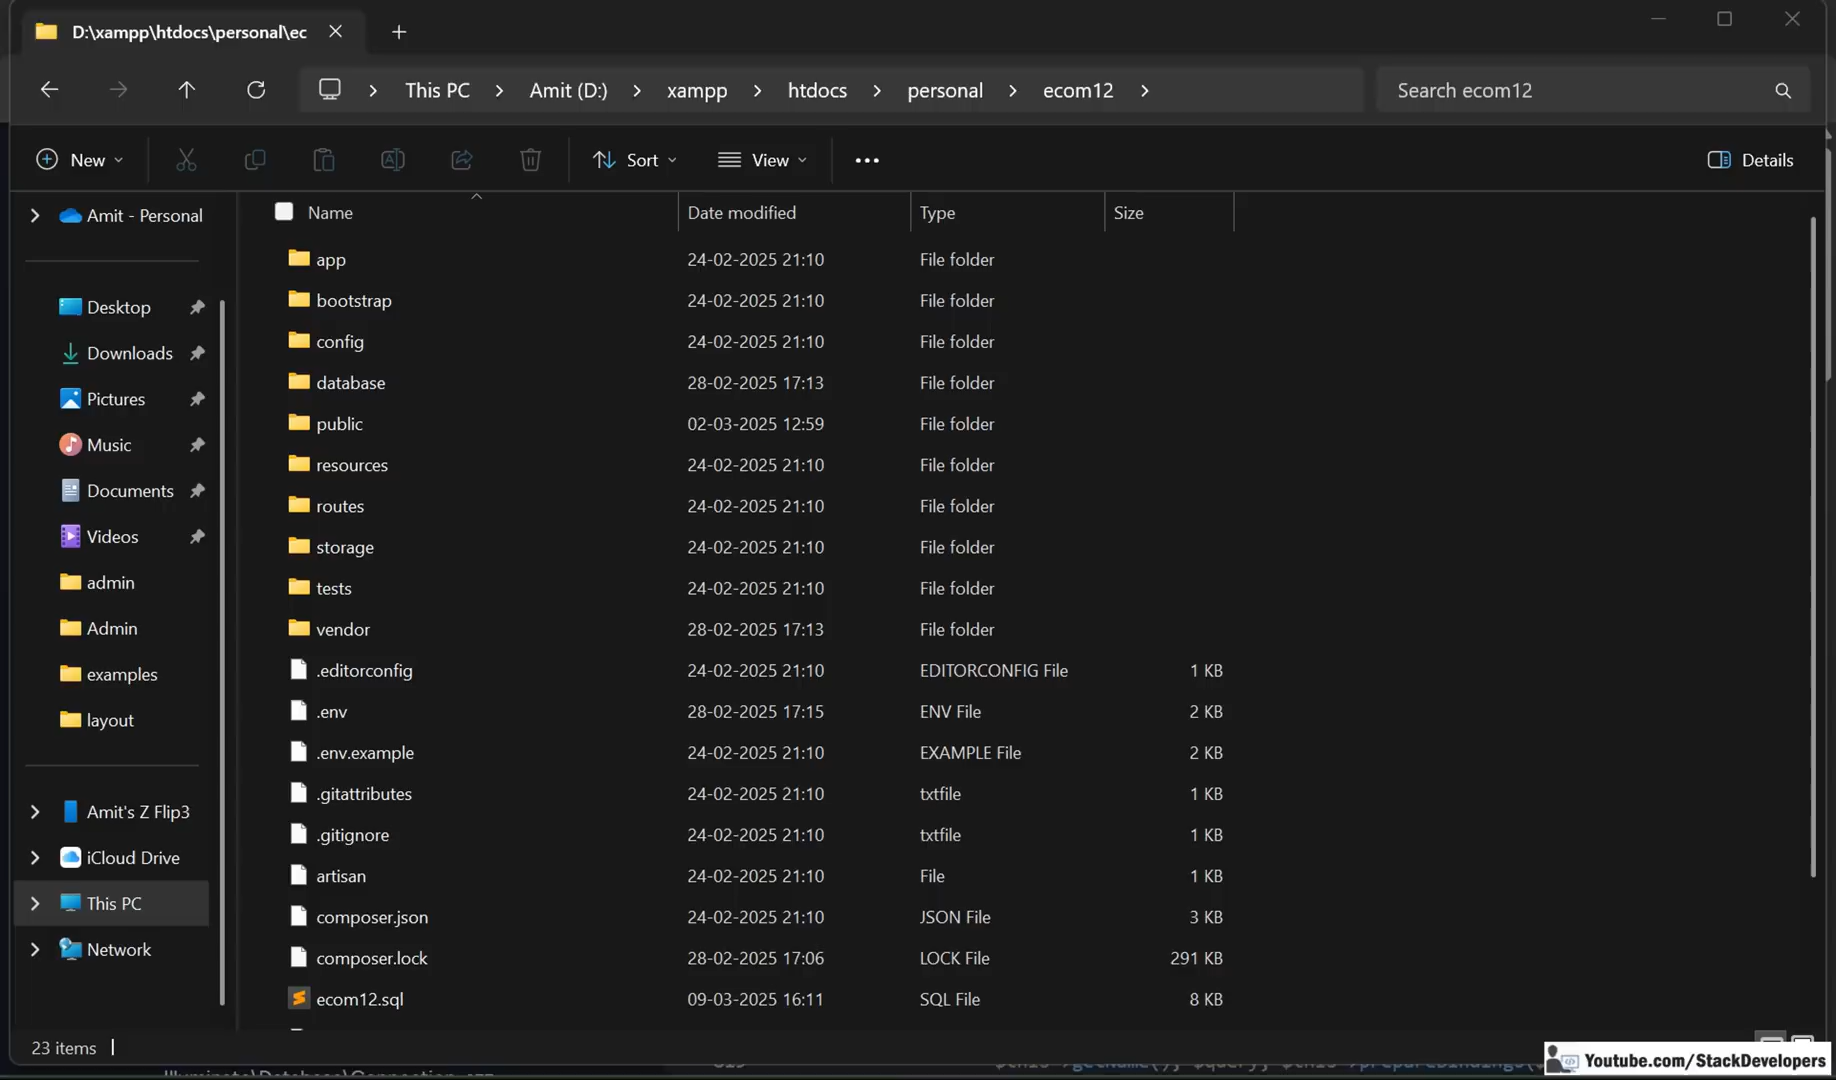 D:\xampp\htdocs\personal\ec
This PC > Amit (D:) > xampp > htdocs > personal > ecom12 >
Search ecom12
New
Sort
View
Details
Amit - Personal
Desktop
Downloads
Pictures
Music
Documents
Videos
admin
Admin
examples
layout
Amit's Z Flip3
iCloud Drive
This PC
Network
Name Date modified Type Size
app 24-02-2025 21:10 File folder
bootstrap 24-02-2025 21:10 File folder
config 24-02-2025 21:10 File folder
database 28-02-2025 17:13 File folder
public 02-03-2025 12:59 File folder
resources 24-02-2025 21:10 File folder
routes 24-02-2025 21:10 File folder
storage 24-02-2025 21:10 File folder
tests 24-02-2025 21:10 File folder
vendor 28-02-2025 17:13 File folder
.editorconfig 24-02-2025 21:10 EDITORCONFIG File 1 KB
.env 28-02-2025 17:15 ENV File 2 KB
.env.example 24-02-2025 21:10 EXAMPLE File 2 KB
.gitattributes 24-02-2025 21:10 txtfile 1 KB
.gitignore 24-02-2025 21:10 txtfile 1 KB
artisan 24-02-2025 21:10 File 1 KB
composer.json 24-02-2025 21:10 JSON File 3 KB
composer.lock 28-02-2025 17:06 LOCK File 291 KB
ecom12.sql 09-03-2025 16:11 SQL File 8 KB
23 items
Youtube.com/StackDevelopers